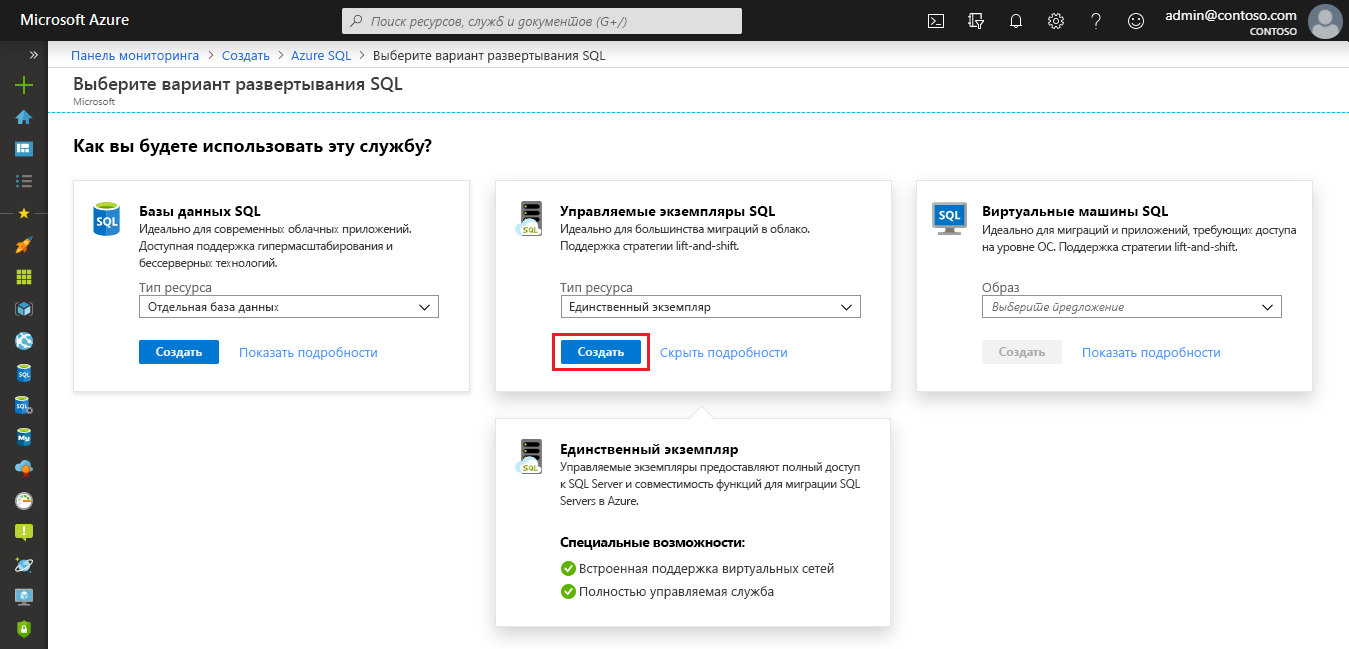 Microsoft Azure
Поиск ресурсов, служб и документов (G+/)
admin@contoso.com
CONTOSO
Панель мониторинга > Создать > Azure SQL > Выберите вариант развертывания SQL
Выберите вариант развертывания SQL
Microsoft
Как вы будете использовать эту службу?
SQL
Базы данных SQL
Идеально для современных облачных приложений.
Доступная поддержка гипермасштабирования и
бессерверных технологий.
Тип ресурса
Отдельная база данных
Создать
Показать подробности
SQL
Управляемые экземпляры SQL
Идеально для большинства миграций в облако.
Поддержка стратегии lift-and-shift.
Тип ресурса
Единственный экземпляр
Создать
Скрыть подробности
SQL
Виртуальные машины SQL
Идеально для миграций и приложений, требующих доступа
на уровне ОС. Поддержка стратегии lift-and-shift.
Образ
Выберите предложение
Создать
Показать подробности
SQL
Единственный экземпляр
Управляемые экземпляры предоставляют полный доступ
к SQL Server и совместимость функций для миграции SQL
Servers в Azure.
Специальные возможности:
Встроенная поддержка виртуальных сетей
Полностью управляемая служба
SQL
SQL
My